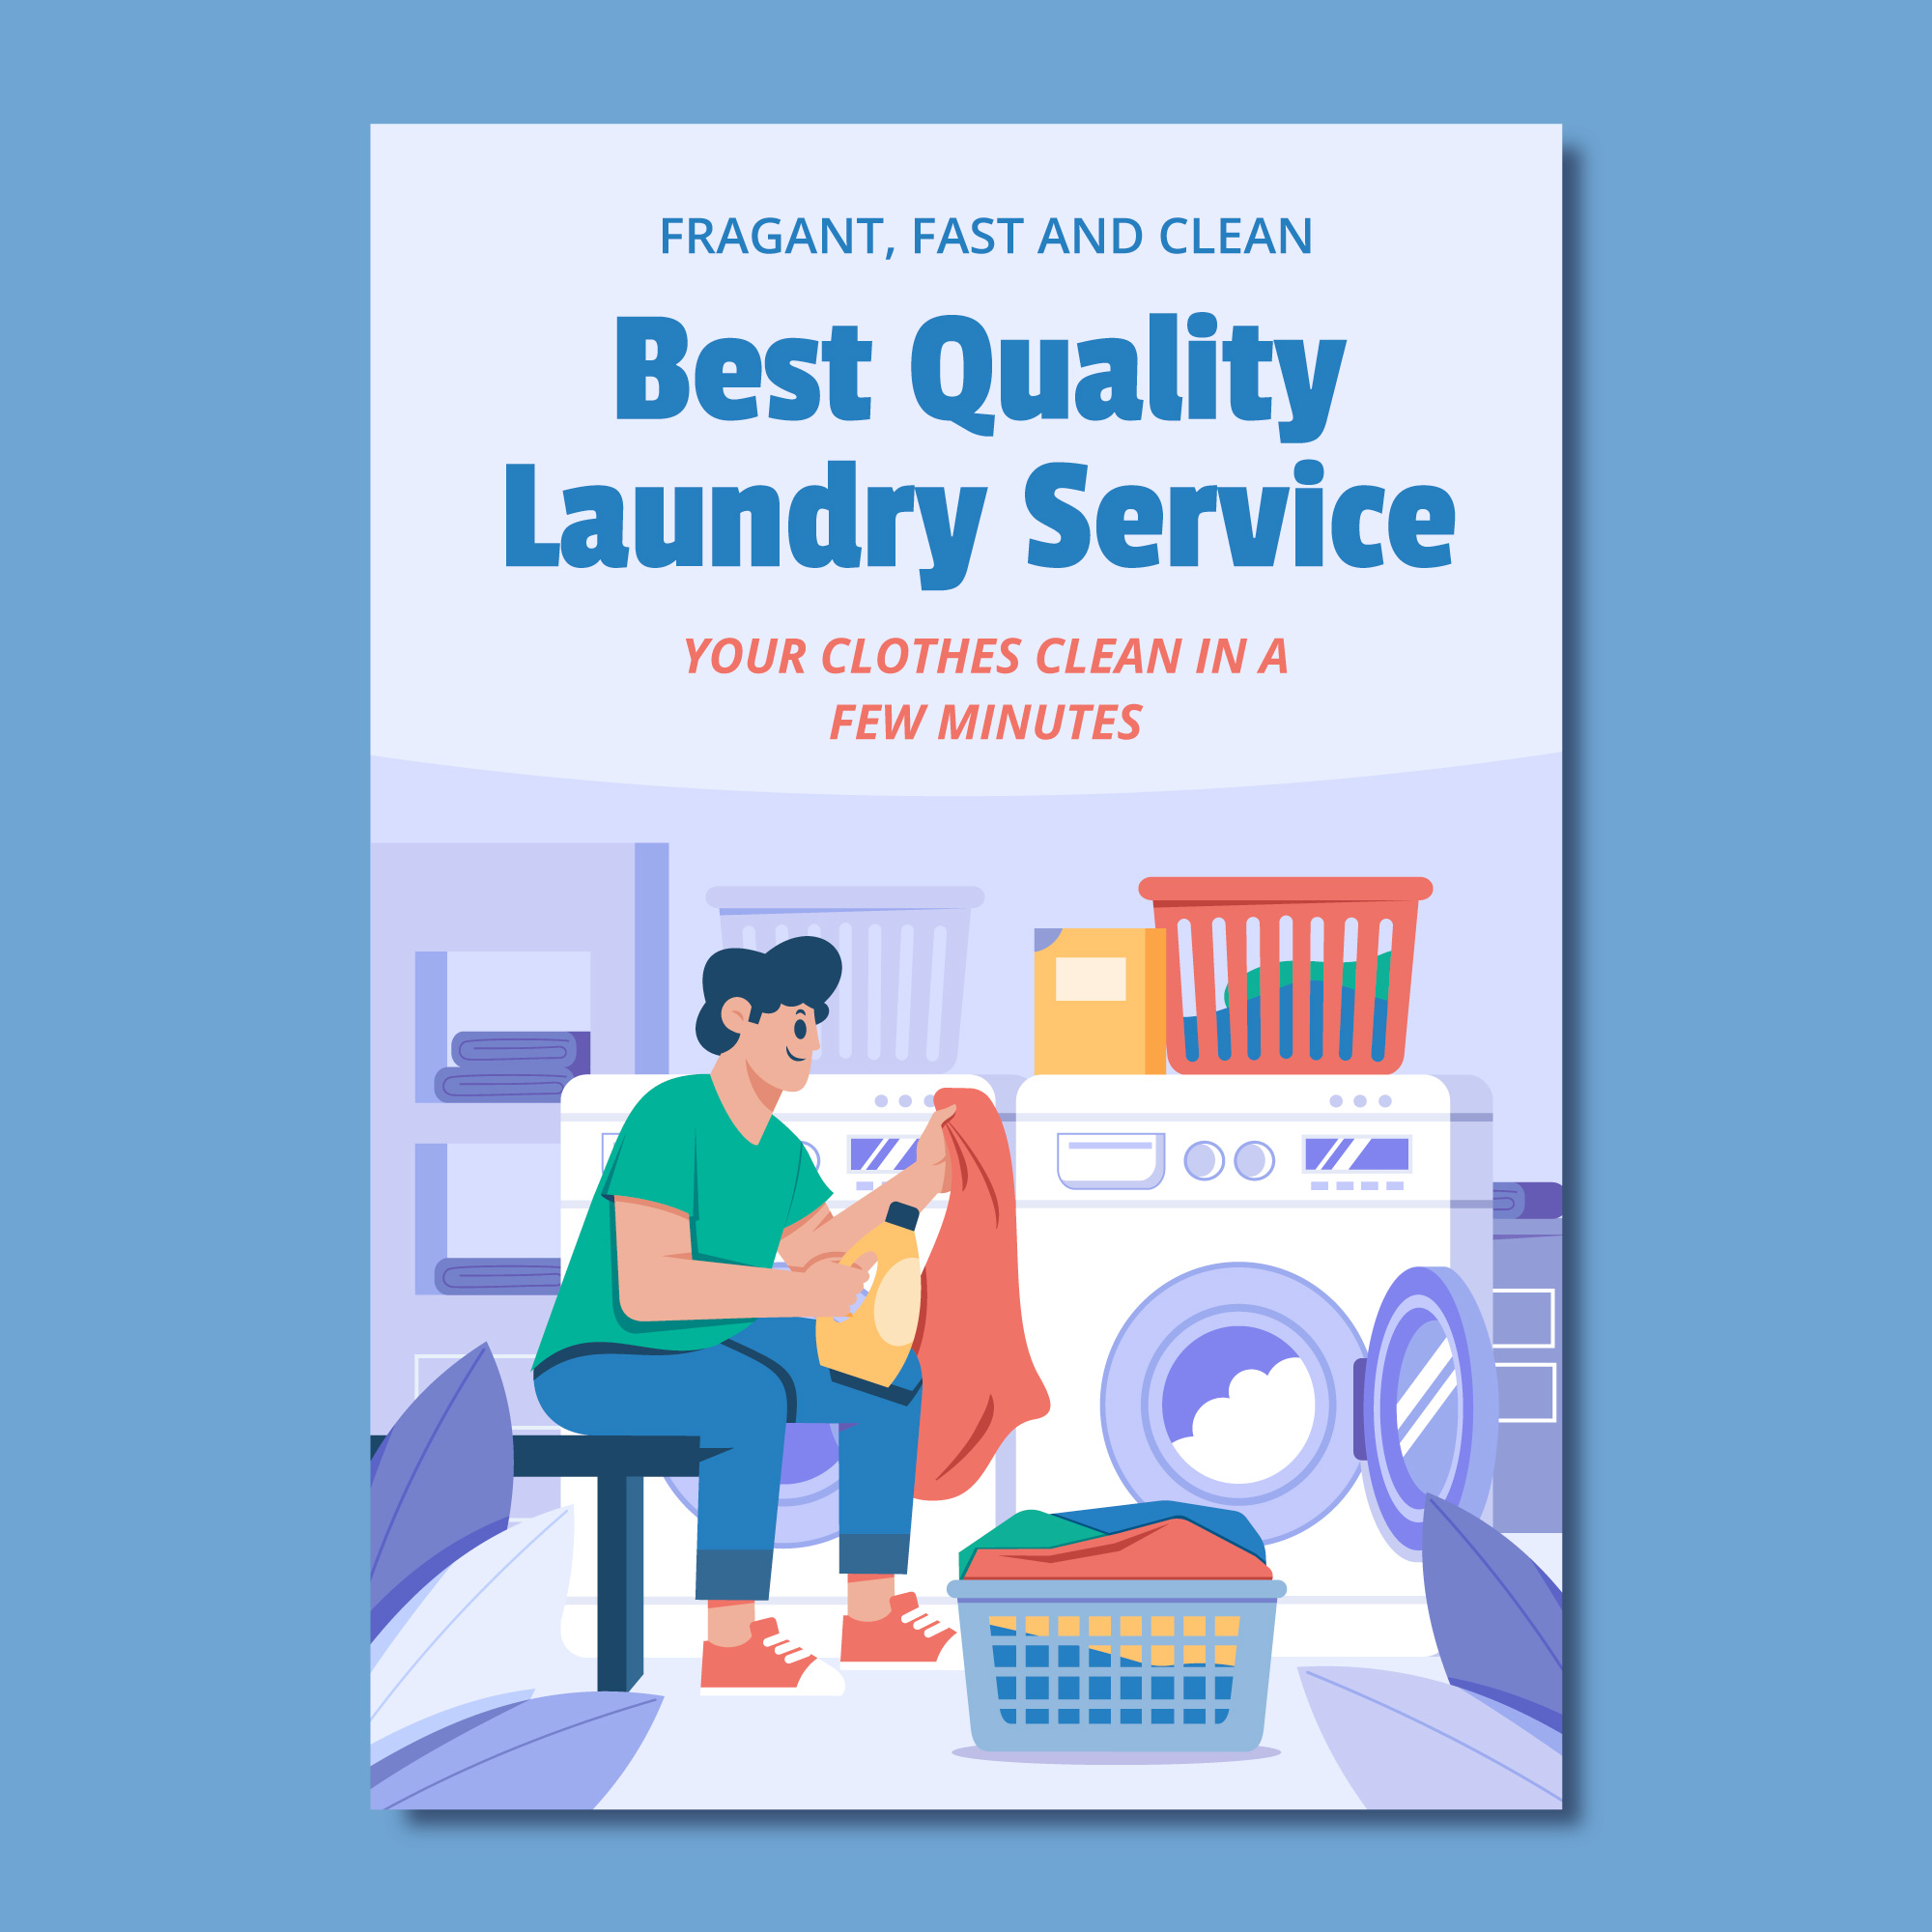 FRAGANT, FAST AND CLEAN
Best Quality
Laundry Service
YOUR CLOTHES CLEAN IN A
FEW MINUTES